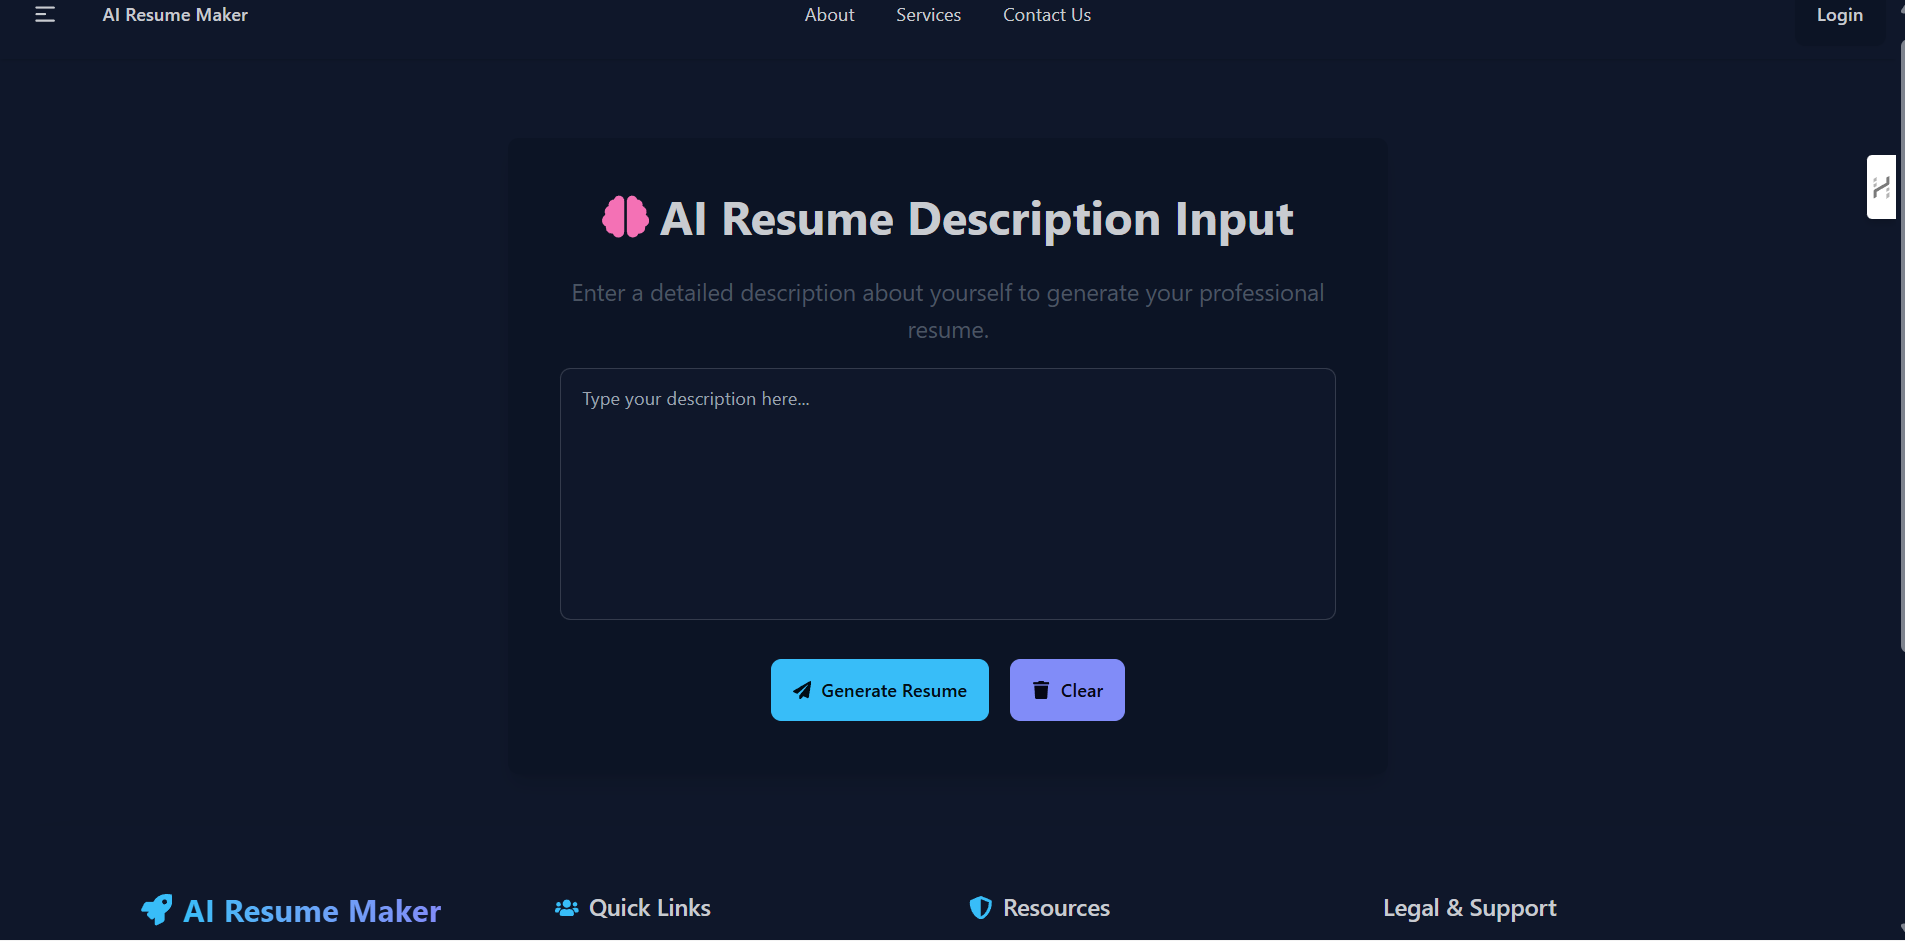 AI Resume Maker
About
Services
Contact Us
Login
AI Resume Description Input
Enter a detailed description about yourself to generate your professional
resume.
Type your description here...
Generate Resume
Clear
AI Resume Maker
Quick Links
Resources
Legal & Support